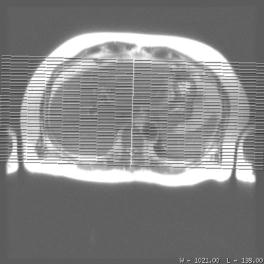 W = 1021.00 L = 138.00